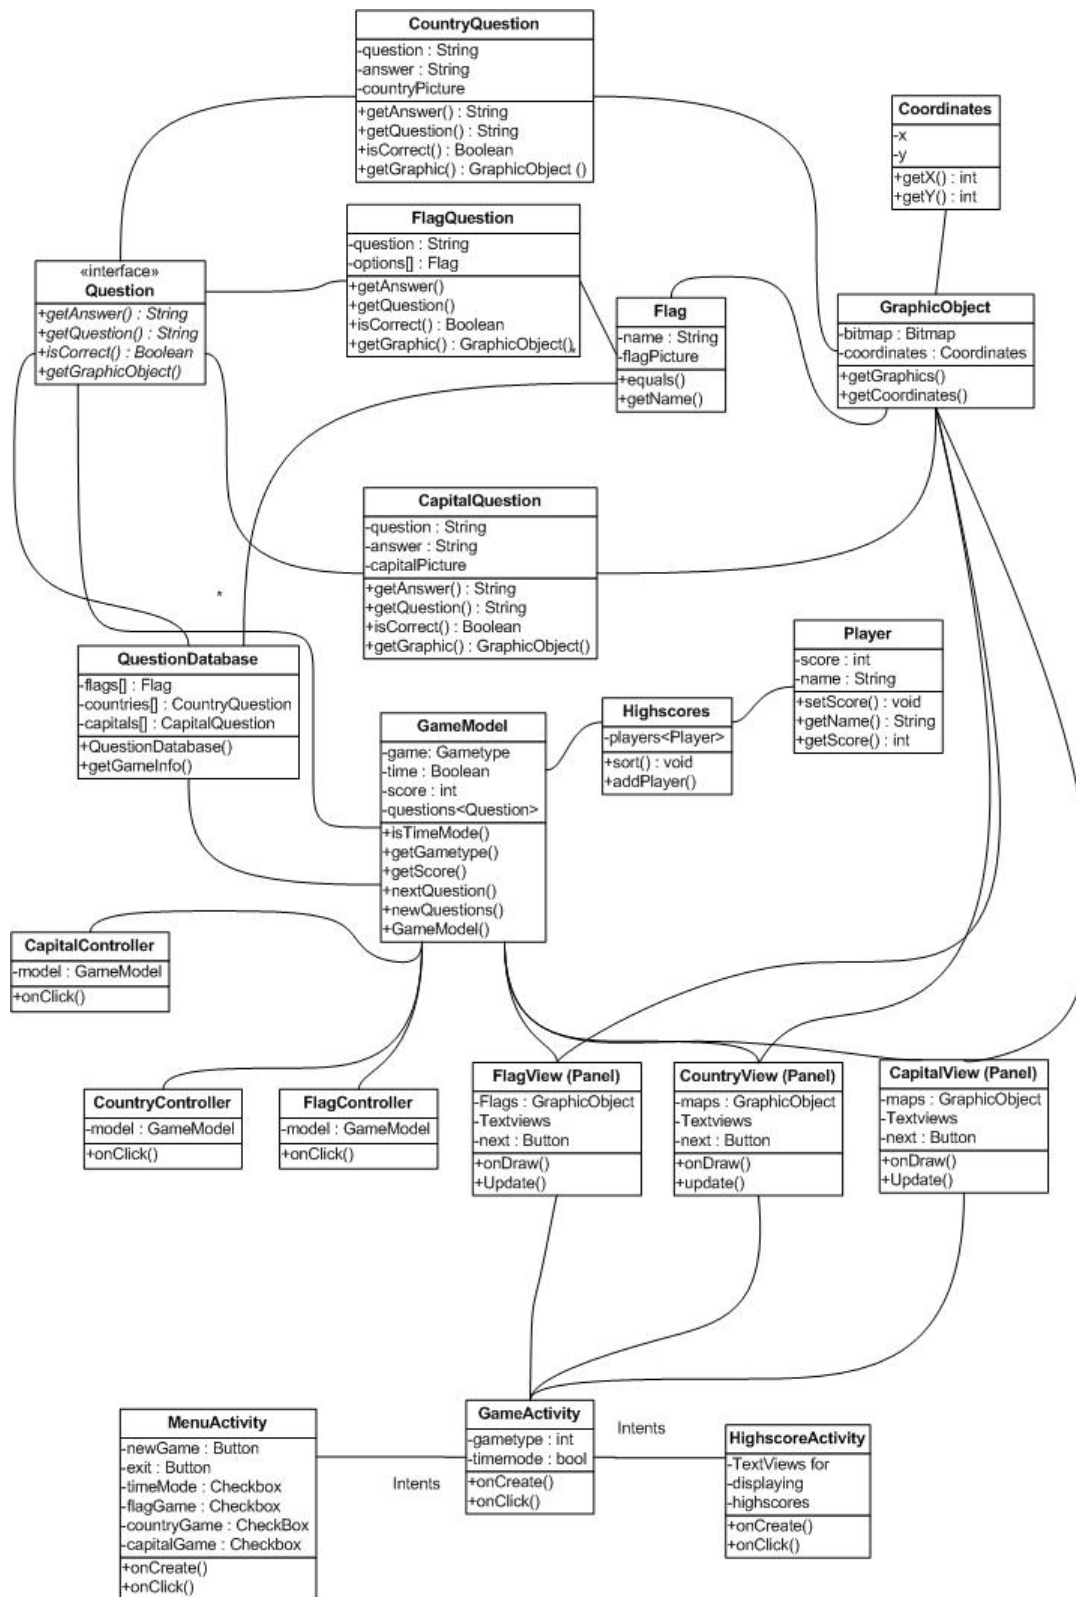 CountryQuestion
-question : String
-answer : String
-countryPicture
+getAnswer() : String
+getQuestion() : String
+isCorrect() : Boolean
+getGraphic() : GraphicObject ()
Coordinates
-x
-y
+getX() : int
+getY() : int
FlagQuestion
-question : String
-options[] : Flag
+getAnswer()
+getQuestion()
+isCorrect() : Boolean
+getGraphic() : GraphicObject()
*
«interface»
Question
+getAnswer() : String
+getQuestion() : String
+isCorrect() : Boolean
+getGraphicObject()
Flag
-name : String
-flagPicture
+equals()
+getName()
GraphicObject
-bitmap : Bitmap
-coordinates : Coordinates
+getGraphics()
+getCoordinates()
CapitalQuestion
-question : String
-answer : String
-capitalPicture
+getAnswer() : String
+getQuestion() : String
+isCorrect() : Boolean
+getGraphic() : GraphicObject()
*
QuestionDatabase
-flags[] : Flag
-countries[] : CountryQuestion
-capitals[] : CapitalQuestion
+QuestionDatabase()
+getGameInfo()
Player
-score : int
-name : String
+setScore() : void
+getName() : String
+getScore() : int
Highscores
-players<Player>
+sort() : void
+addPlayer()
GameModel
-game: Gametype
-time : Boolean
-score : int
-questions<Question>
+isTimeMode()
+getGametype()
+getScore()
+nextQuestion()
+newQuestions()
+GameModel()
CapitalController
-model : GameModel
+onClick()
CountryController
-model : GameModel
+onClick()
FlagController
-model : GameModel
+onClick()
FlagView (Panel)
-Flags : GraphicObject
-Textviews
-next : Button
+onDraw()
+Update()
CountryView (Panel)
-maps : GraphicObject
-Textviews
-next : Button
+onDraw()
+update()
CapitalView (Panel)
-maps : GraphicObject
-Textviews
-next : Button
+onDraw()
+Update()
MenuActivity
-newGame : Button
-exit : Button
-timeMode : Checkbox
-flagGame : Checkbox
-countryGame : CheckBox
-capitalGame : Checkbox
+onCreate()
+onClick()
Intents
GameActivity
-gametype : int
-timemode : bool
+onCreate()
+onClick()
Intents
HighscoreActivity
-TextViews for
-displaying
-highscores
+onCreate()
+onClick()